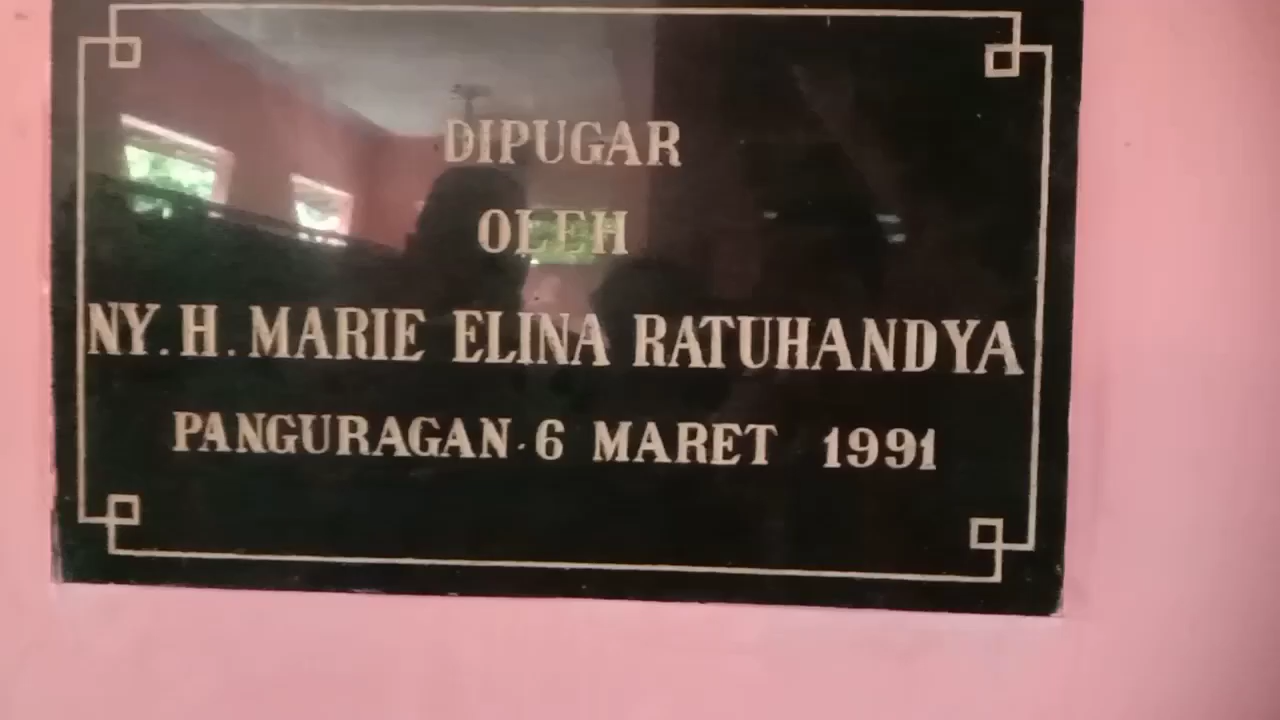 DIPUGAR
OLEH
NY. H. MARIE ELINA RATUHANDYA
PANGURAGAN·6 MARET 1991